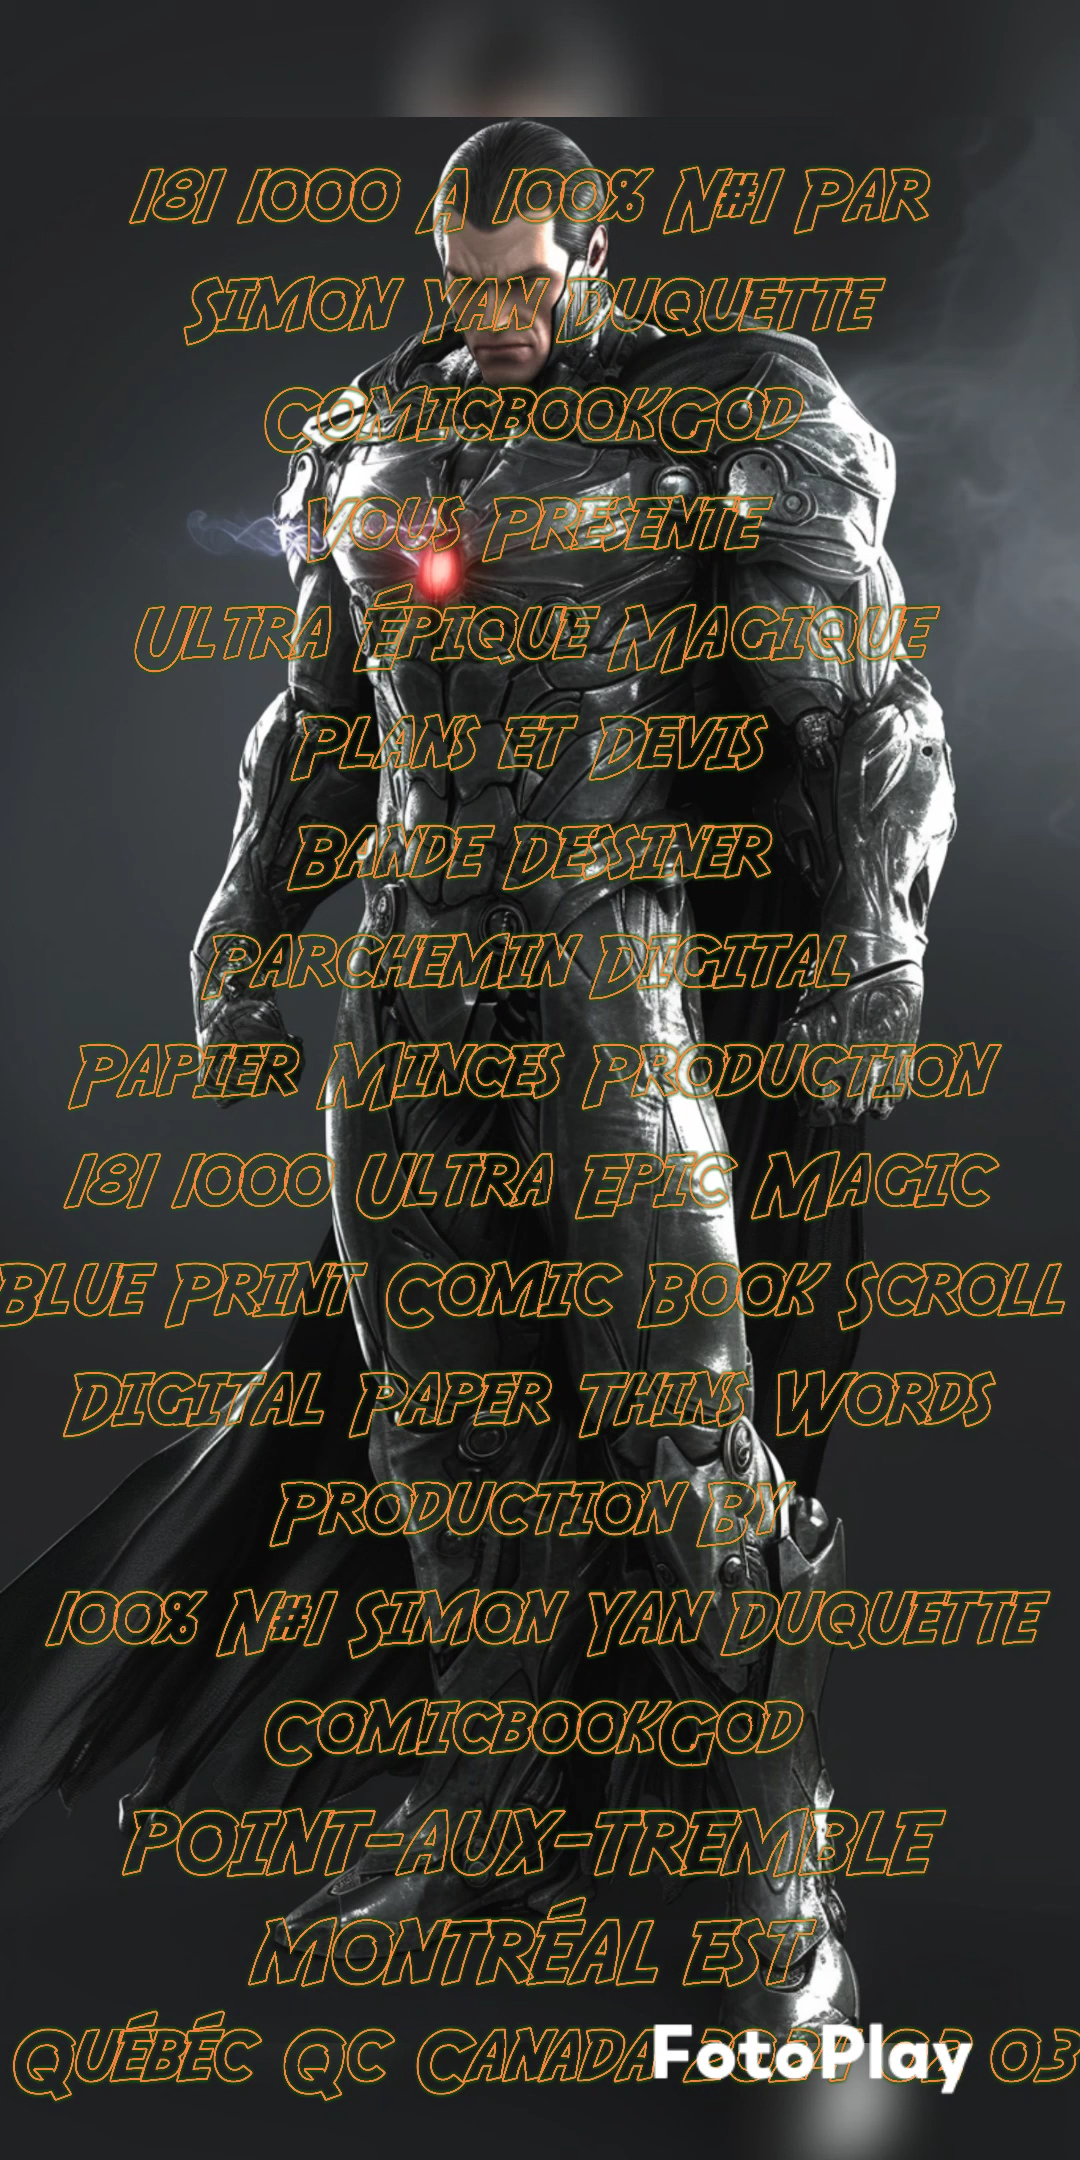 181 1000 A 100% N#1 PAR
SIMON YAN DUQUETTE
COMICBOOKGOD
VOUS PRESENTE
ULTRA ÉPIQUE MAGIQUE
PLANS ET DEVIS
BANDE DESSINER
PARCHEMIN DIGITAL
PAPIER MINCES PRODUCTION
181 1000 ULTRA EPIC MAGIC
BLUE PRINT COMIC BOOK SCROLL
DIGITAL PAPER THINS WORDS
PRODUCTION BY
100% N#1 SIMON YAN DUQUETTE
COMICBOOKGOD
POINT-AUX-TREMBLE
MONTRÉAL EST
QUÉBÉC QC CANADA 03
FotoPlay